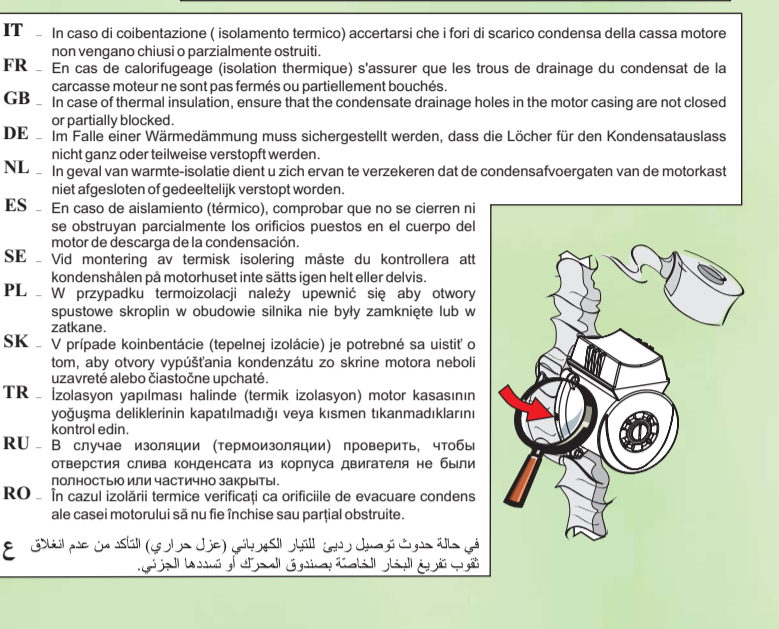 IT – In caso di coibentazione ( isolamento termico) accertarsi che i fori di scarico condensa della cassa motore
non vengano chiusi o parzialmente ostruiti.
FR – En cas de calorifugeage (isolation thermique) s'assurer que les trous de drainage du condensat de la
carcasse moteur ne sont pas fermés ou partiellement bouchés.
GB – In case of thermal insulation, ensure that the condensate drainage holes in the motor casing are not closed
or partially blocked.
DE – Im Falle einer Wärmedämmung muss sichergestellt werden, dass die Löcher für den Kondensatauslass
nicht ganz oder teilweise verstopft werden.
NL – In geval van warmte-isolatie dient u zich ervan te verzekeren dat de condensafvoergaten van de motorkast
niet afgesloten of gedeeltelijk verstopt worden.
ES – En caso de aislamiento (térmico), comprobar que no se cierren ni
se obstruyan parcialmente los orificios puestos en el cuerpo del
motor de descarga de la condensación.
SE – Vid montering av termisk isolering måste du kontrollera att
kondenshålen på motorhuset inte sätts igen helt eller delvis.
PL – W przypadku termoizolacji należy upewnić się aby otwory
spustowe skroplin w obudowie silnika nie były zamknięte lub w
zatkane.
SK – V prípade koinbentácie (tepelnej izolácie) je potrebné sa uistiť o
tom, aby otvory vypúšťania kondenzátu zo skrine motora neboli
uzavreté alebo čiastočne upchaté.
TR – İzolasyon yapılması halinde (termik izolasyon) motor kasasının
yoğuşma deliklerinin kapatılmadığı veya kısmen tıkanmadıklarını
kontrol edin.
RU – В случае изоляции (термоизоляции) проверить, чтобы
отверстия слива конденсата из корпуса двигателя не были
полностью или частично закрыты.
RO – În cazul izolării termice verificați ca orificiile de evacuare condens
ale casei motorului să nu fie închise sau parțial obstruite.
ع في حالة حدوث توصيل رديئ للتيار الكهربائي (عزل حراري) التأكد من عدم انغلاق
ثقوب تفريغ البخار الخاصّة بصندوق المحرّك أو تسددها الجزئي.